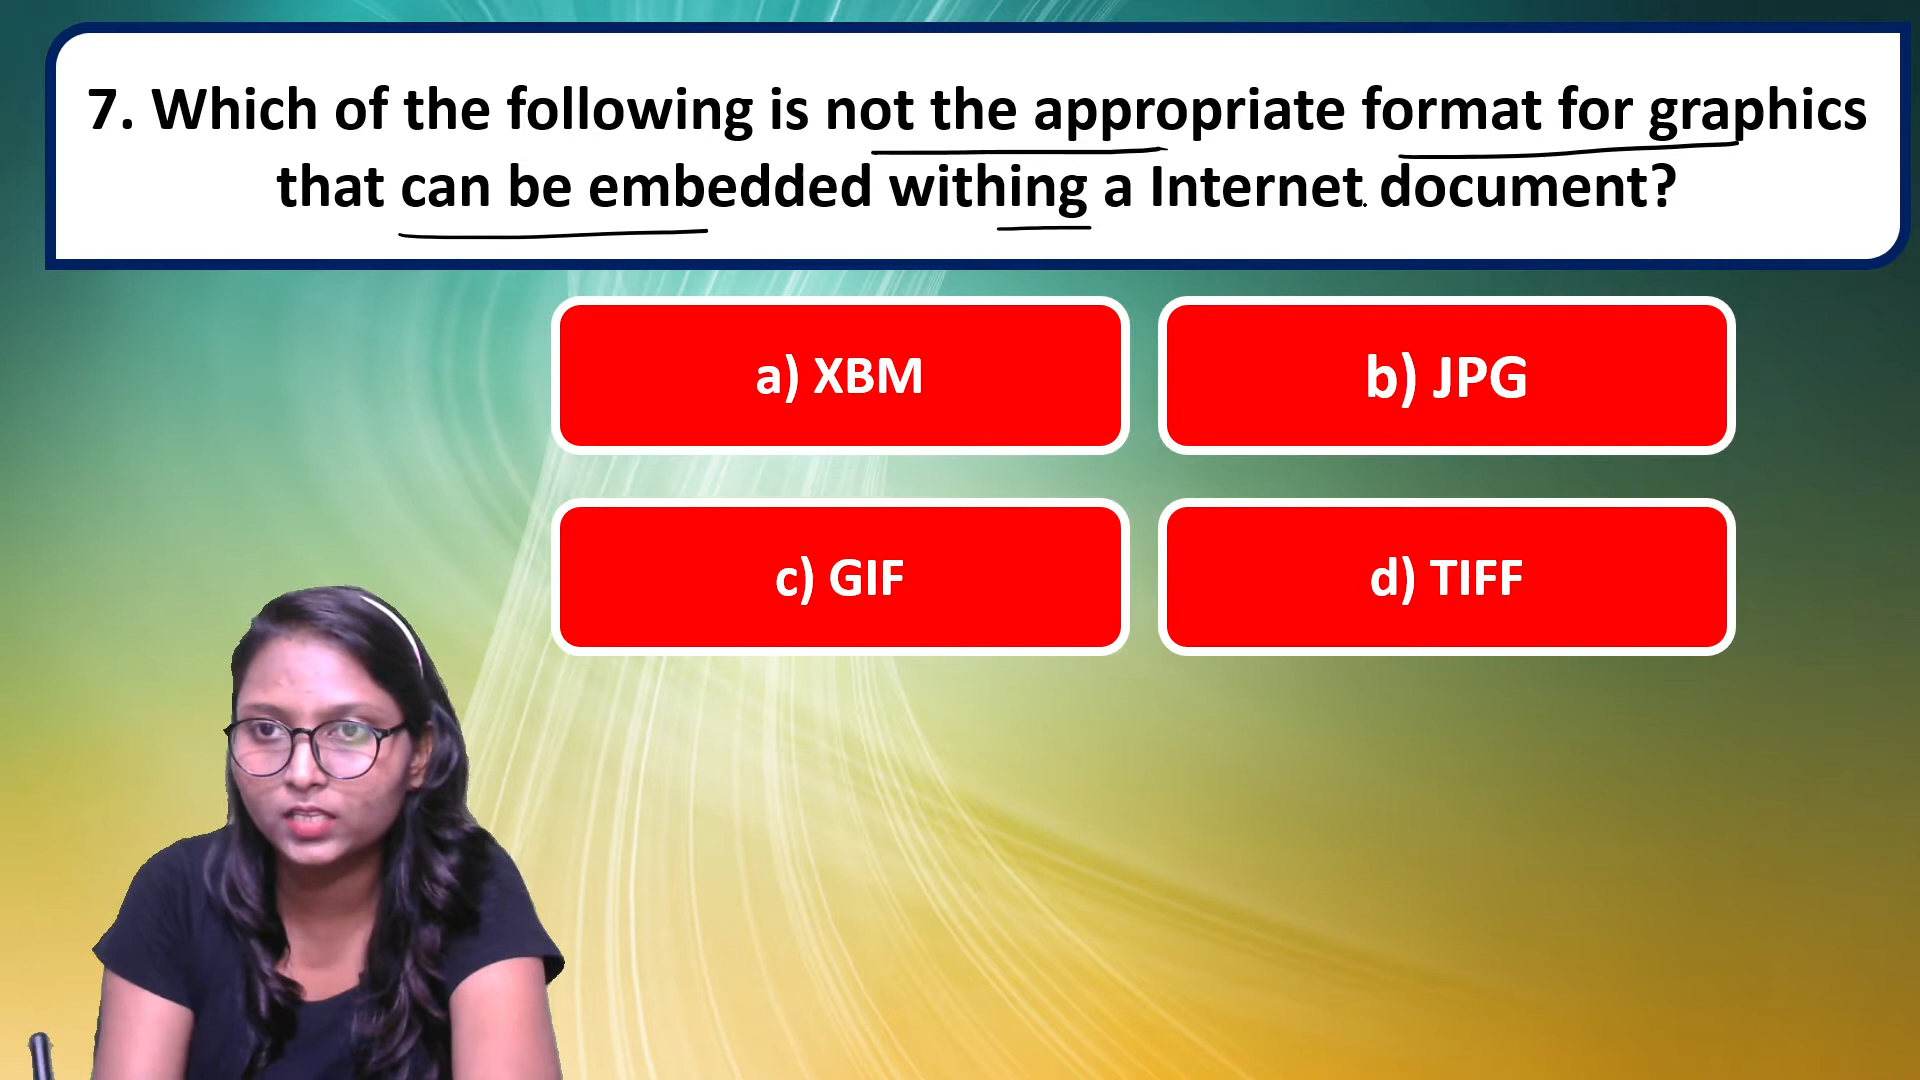 7. Which of the following is not the appropriate format for graphics
that can be embedded withing a Internet document?
a) XBM
b) JPG
c) GIF
d) TIFF